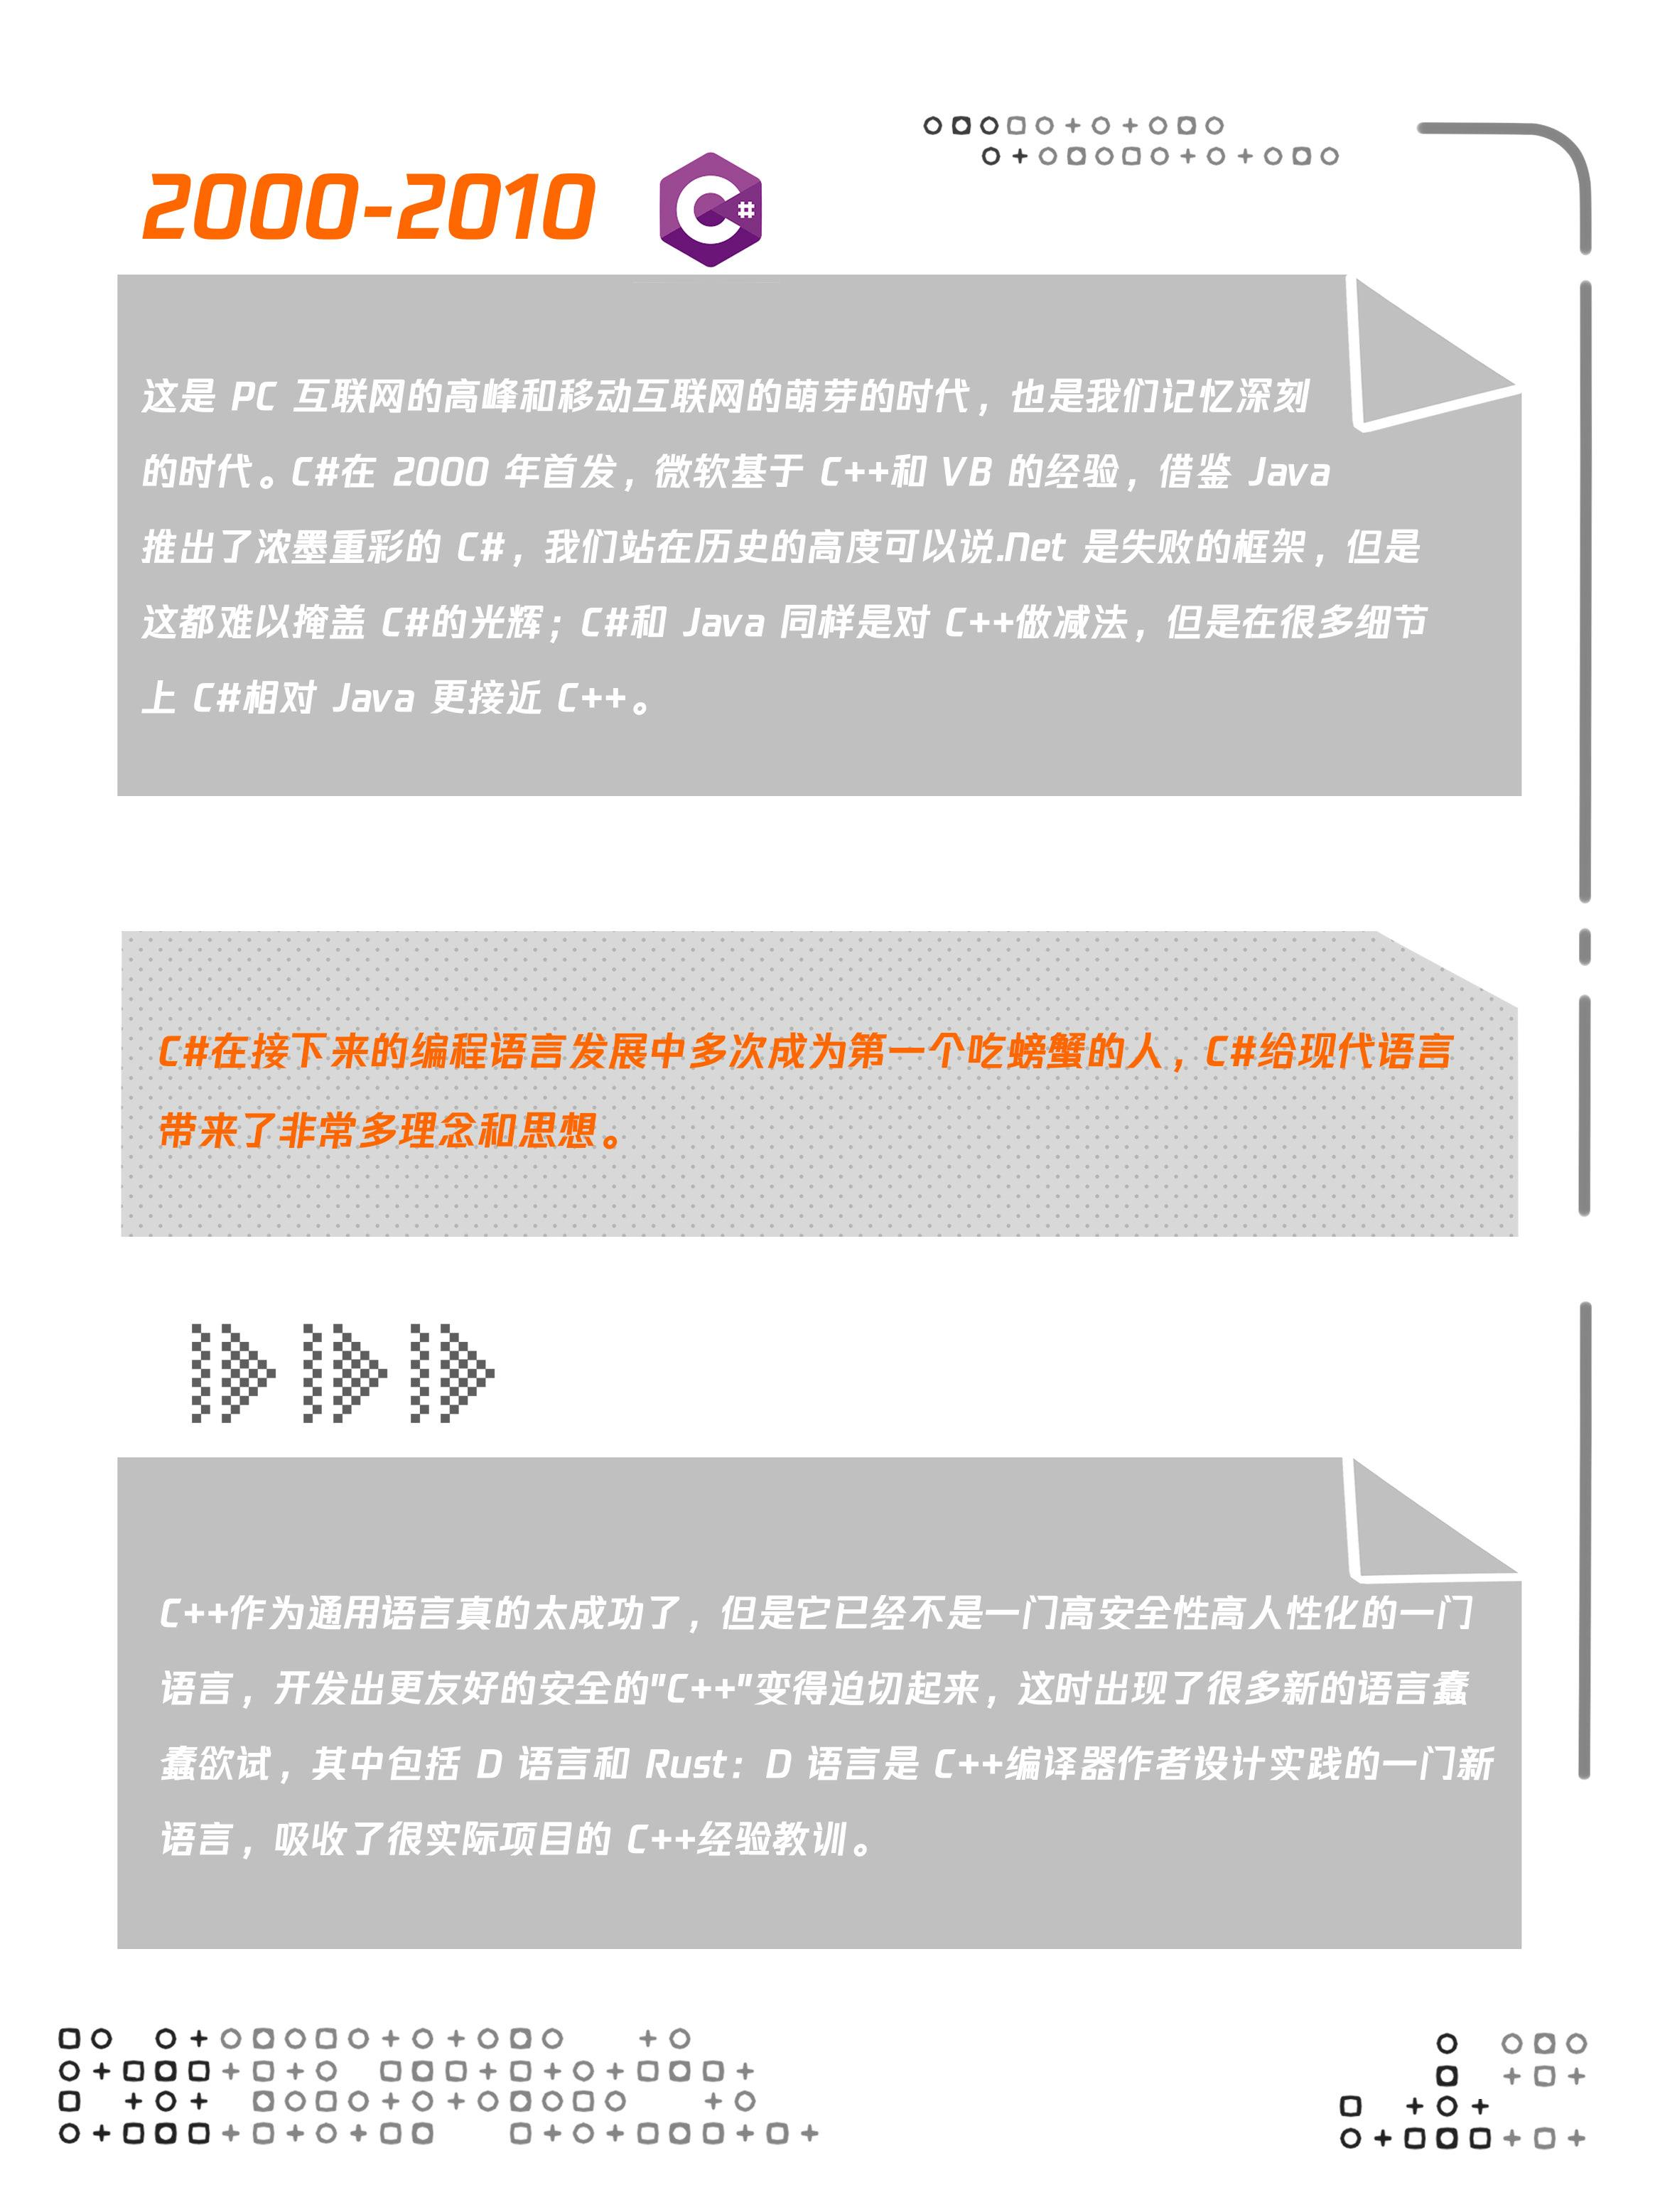 2000-2010
C#
这是 PC 互联网的高峰和移动互联网的萌芽的时代，也是我们记忆深刻
的时代。C#在 2000 年首发，微软基于 C++和 VB 的经验，借鉴 Java
推出了浓墨重彩的 C#，我们站在历史的高度可以说.Net 是失败的框架，但是
这都难以掩盖 C#的光辉；C#和 Java 同样是对 C++做减法，但是在很多细节
上 C#相对 Java 更接近 C++。
C#在接下来的编程语言发展中多次成为第一个吃螃蟹的人，C#给现代语言
带来了非常多理念和思想。
C++作为通用语言真的太成功了，但是它已经不是一门高安全性高人性化的一门
语言，开发出更友好的安全的"C++"变得迫切起来，这时出现了很多新的语言蠢
蠢欲试，其中包括 D 语言和 Rust：D 语言是 C++编译器作者设计实践的一门新
语言，吸收了很实际项目的 C++经验教训。